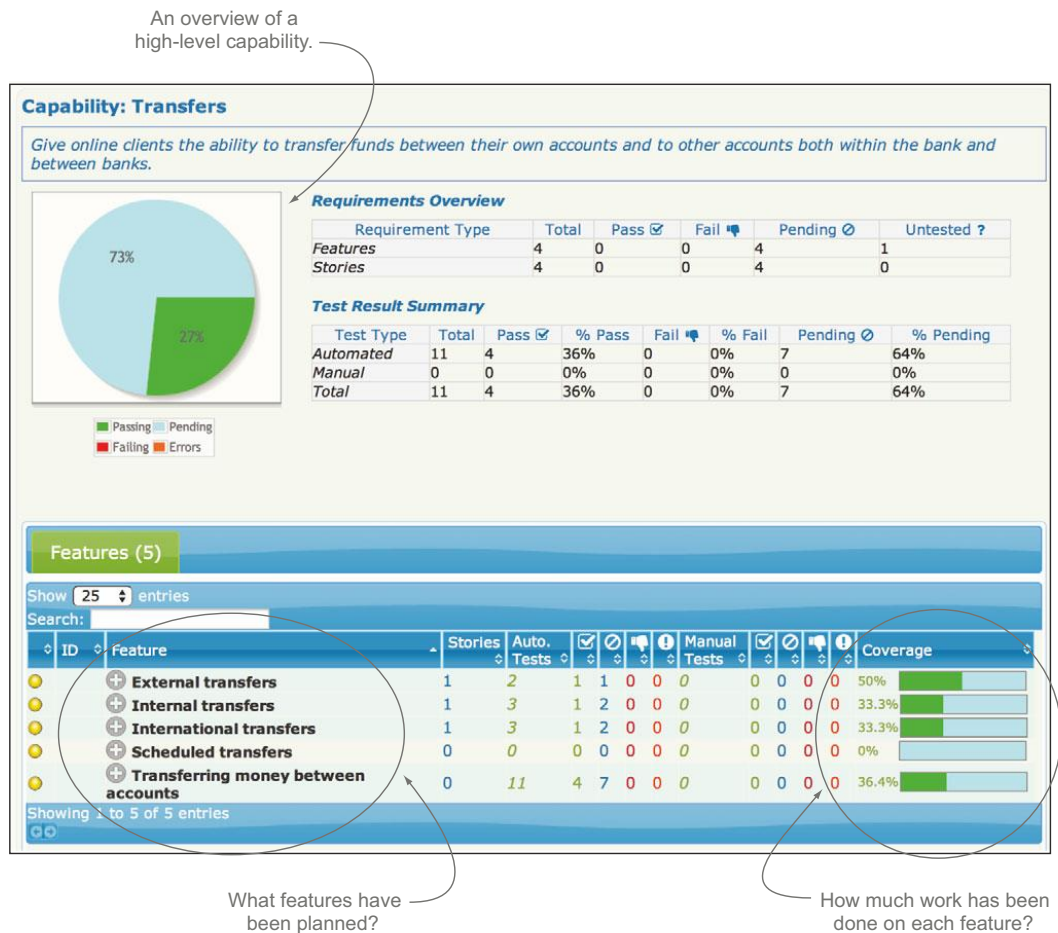 An overview of a
high-level capability.
Capability: Transfers
Give online clients the ability to transfer funds between their own accounts and to other accounts both within the bank and
between banks.
73%
27%
Passing Pending
Failing Errors
Requirements Overview
Requirement Type Total Pass Fail Pending Untested ?
Features 4 0 0 4 1
Stories 4 0 0 4 0
Test Result Summary
Test Type Total Pass % Pass Fail % Fail Pending % Pending
Automated 11 4 36% 0 0% 7 64%
Manual 0 0 0% 0 0% 0 0%
Total 11 4 36% 0 0% 7 64%
Features (5)
Show 25 entries
Search:
ID Feature Stories Auto. Tests Manual Tests Coverage
External transfers 1 2 1 1 0 0 0 0 0 0 0 50%
Internal transfers 1 3 1 2 0 0 0 0 0 0 0 33.3%
International transfers 1 3 1 2 0 0 0 0 0 0 0 33.3%
Scheduled transfers 0 0 0 0 0 0 0 0 0 0 0 0%
Transferring money between
accounts 0 11 4 7 0 0 0 0 0 0 0 36.4%
Showing 1 to 5 of 5 entries
What features have
been planned?
How much work has been
done on each feature?